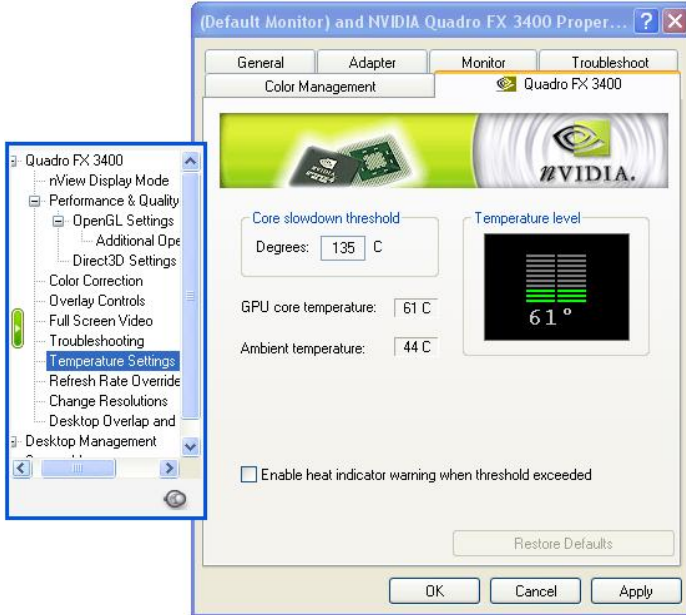 (Default Monitor) and NVIDIA Quadro FX 3400 Proper...
General Adapter Monitor Troubleshoot
Color Management Quadro FX 3400
NVIDIA
nVIDIA.
Core slowdown threshold
Degrees: 135 C
Temperature level
61°
GPU core temperature: 61 C
Ambient temperature: 44 C
Enable heat indicator warning when threshold exceeded
Restore Defaults
OK Cancel Apply
Quadro FX 3400
nView Display Mode
Performance & Quality
OpenGL Settings
Additional Ope
Direct3D Settings
Color Correction
Overlay Controls
Full Screen Video
Troubleshooting
Temperature Settings
Refresh Rate Override
Change Resolutions
Desktop Overlap and
Desktop Management